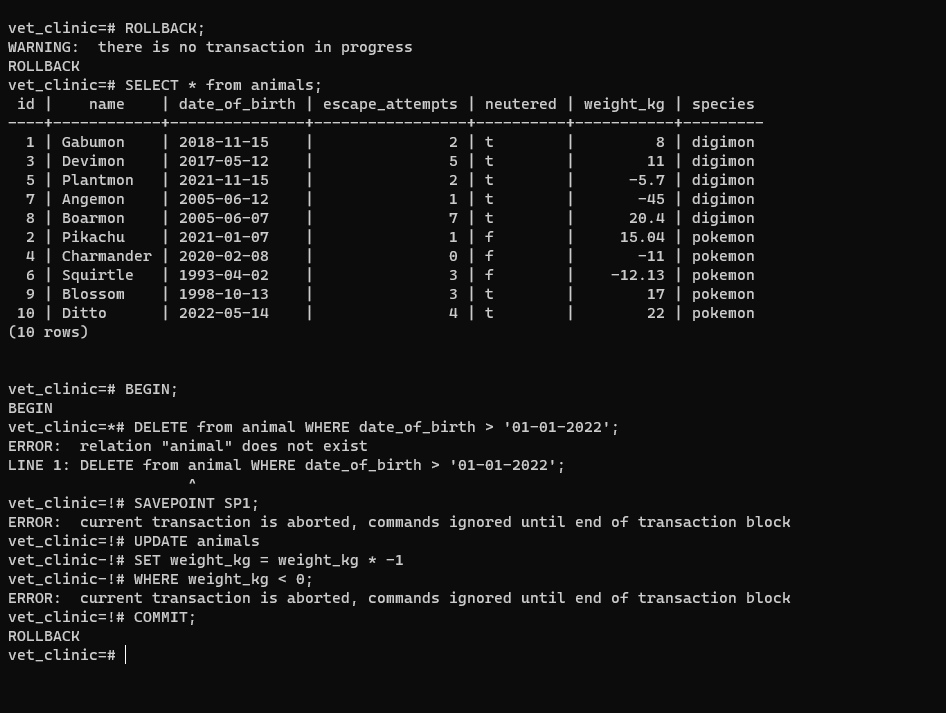 vet_clinic=# ROLLBACK;
WARNING:  there is no transaction in progress
ROLLBACK
vet_clinic=# SELECT * from animals;
 id |    name    | date_of_birth | escape_attempts | neutered | weight_kg | species
----+------------+---------------+-----------------+----------+-----------+---------
  1 | Gabumon    | 2018-11-15    |               2 | t        |         8 | digimon
  3 | Devimon    | 2017-05-12    |               5 | t        |        11 | digimon
  5 | Plantmon   | 2021-11-15    |               2 | t        |      -5.7 | digimon
  7 | Angemon    | 2005-06-12    |               1 | t        |       -45 | digimon
  8 | Boarmon    | 2005-06-07    |               7 | t        |      20.4 | digimon
  2 | Pikachu    | 2021-01-07    |               1 | f        |     15.04 | pokemon
  4 | Charmander | 2020-02-08    |               0 | f        |       -11 | pokemon
  6 | Squirtle   | 1993-04-02    |               3 | f        |    -12.13 | pokemon
  9 | Blossom    | 1998-10-13    |               3 | t        |        17 | pokemon
 10 | Ditto      | 2022-05-14    |               4 | t        |        22 | pokemon
(10 rows)
vet_clinic=# BEGIN;
BEGIN
vet_clinic=*# DELETE from animal WHERE date_of_birth > '01-01-2022';
ERROR:  relation "animal" does not exist
LINE 1: DELETE from animal WHERE date_of_birth > '01-01-2022';
                    ^
vet_clinic=!# SAVEPOINT SP1;
ERROR:  current transaction is aborted, commands ignored until end of transaction block
vet_clinic=!# UPDATE animals
vet_clinic-!# SET weight_kg = weight_kg * -1
vet_clinic-!# WHERE weight_kg < 0;
ERROR:  current transaction is aborted, commands ignored until end of transaction block
vet_clinic=!# COMMIT;
ROLLBACK
vet_clinic=#